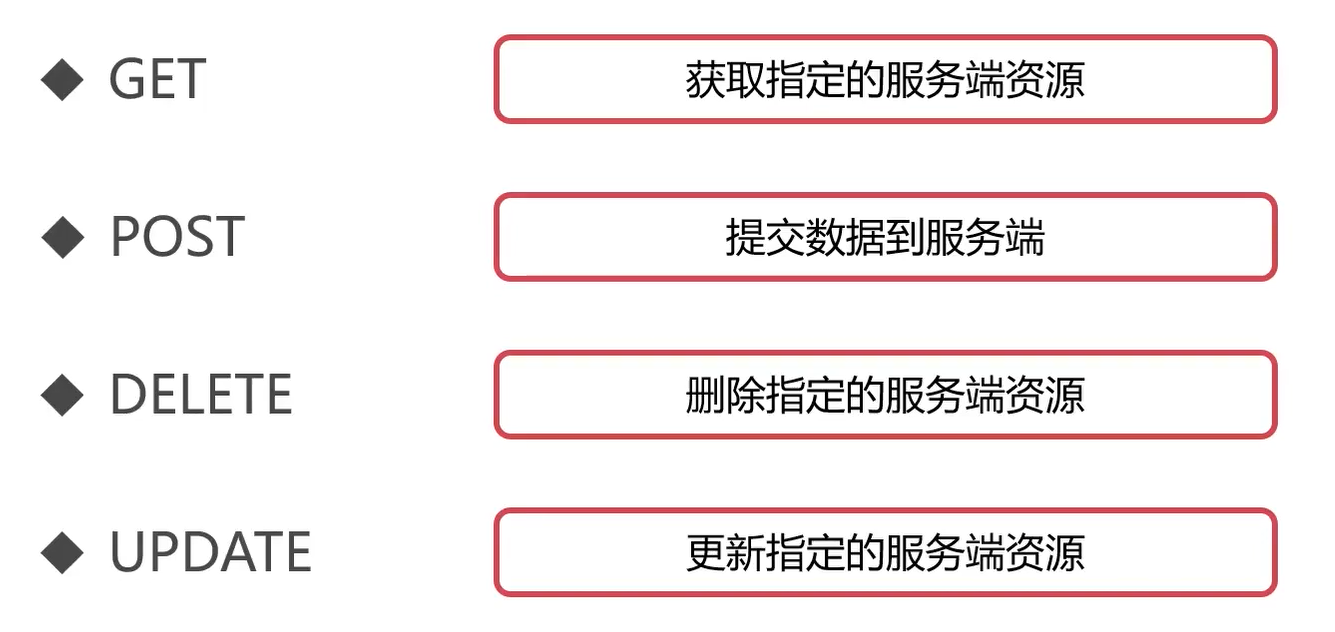 GET
获取指定的服务端资源
POST
提交数据到服务端
DELETE
删除指定的服务端资源
UPDATE
更新指定的服务端资源